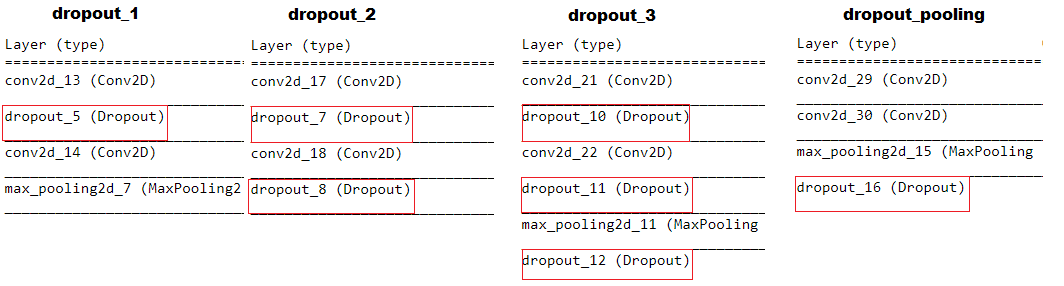 dropout_1
Layer (type)
================================
conv2d_13 (Conv2D)
dropout_5 (Dropout)
conv2d_14 (Conv2D)
max_pooling2d_7 (MaxPooling2
dropout_2
Layer (type)
================================
conv2d_17 (Conv2D)
dropout_7 (Dropout)
conv2d_18 (Conv2D)
dropout_8 (Dropout)
dropout_3
Layer (type)
================================
conv2d_21 (Conv2D)
dropout_10 (Dropout)
conv2d_22 (Conv2D)
dropout_11 (Dropout)
max_pooling2d_11 (MaxPooling
dropout_12 (Dropout)
dropout_pooling
Layer (type)
================================
conv2d_29 (Conv2D)
conv2d_30 (Conv2D)
max_pooling2d_15 (MaxPooling
dropout_16 (Dropout)